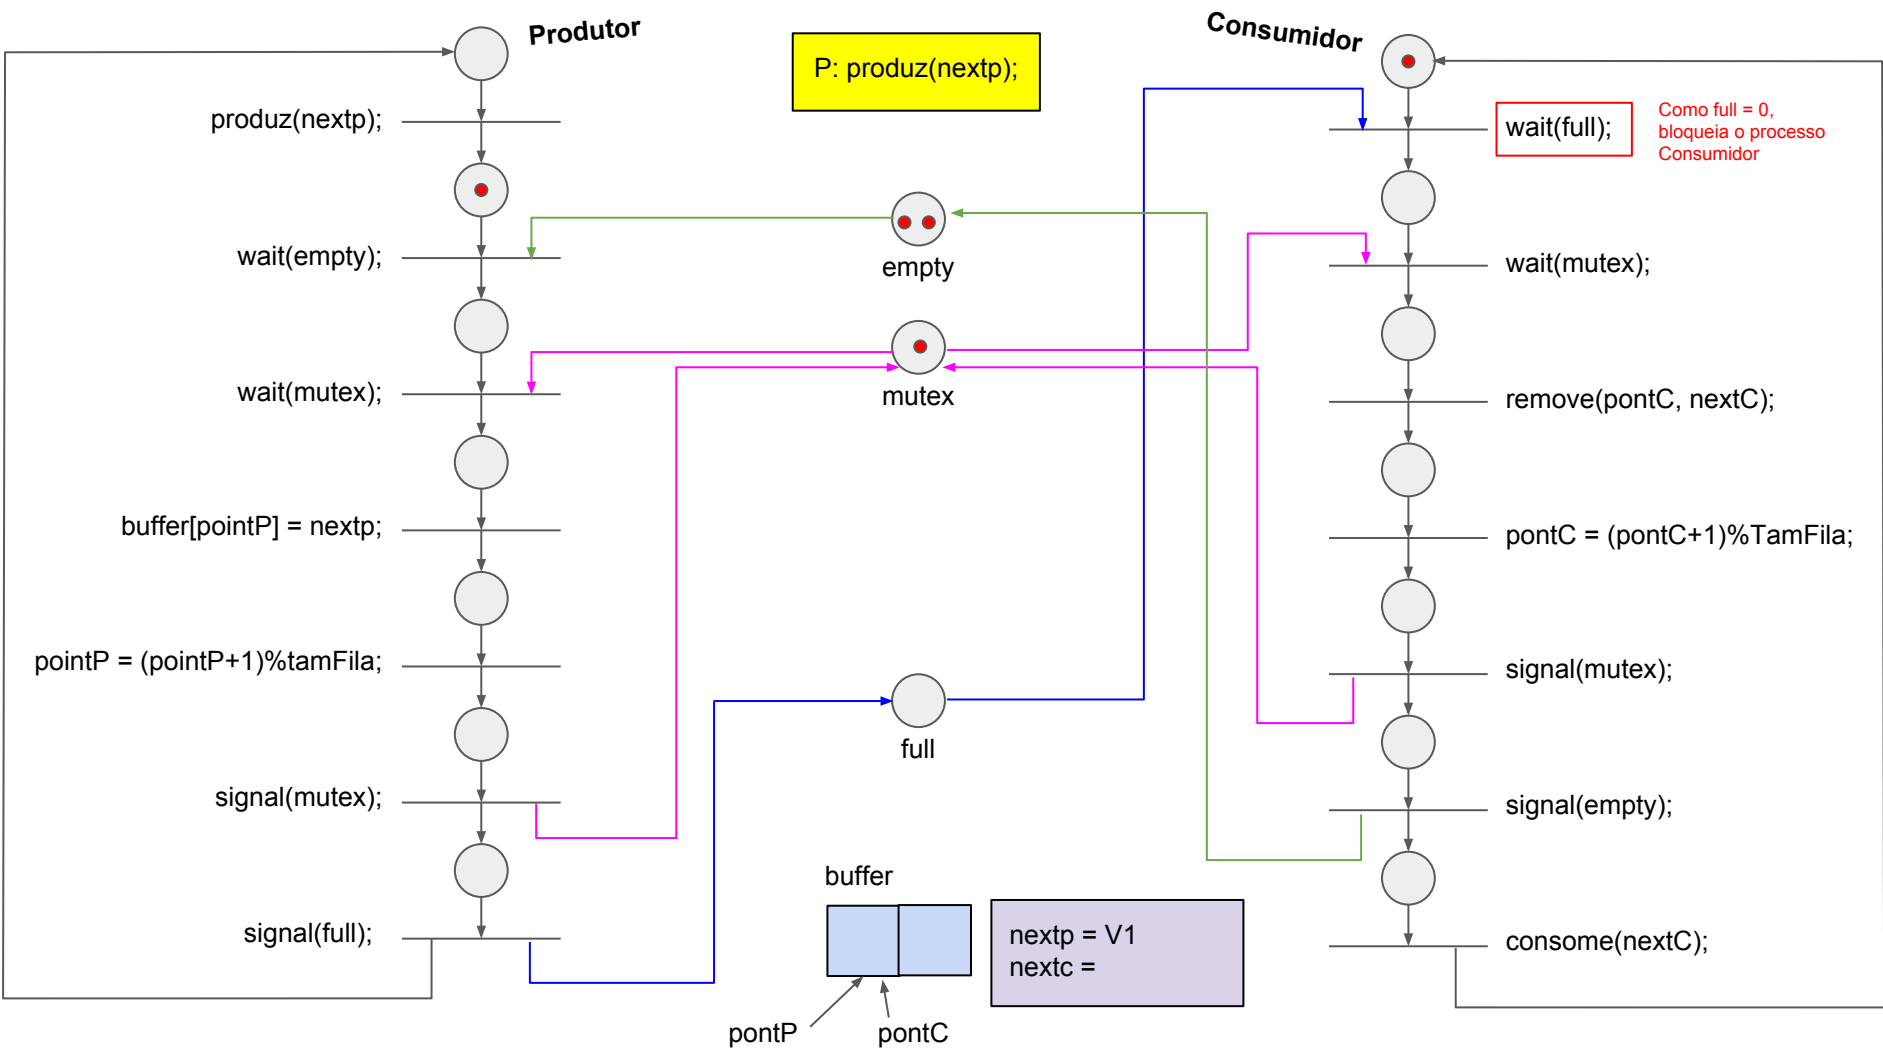 Produtor
P: produz(nextp);
Consumidor
produz(nextp);
wait(full);
Como full = 0,
bloqueia o processo
Consumidor
wait(empty);
empty
wait(mutex);
wait(mutex);
mutex
remove(pontC, nextC);
buffer[pointP] = nextp;
pontC = (pontC+1)%TamFila;
pointP = (pointP+1)%tamFila;
signal(mutex);
full
signal(mutex);
signal(empty);
buffer
signal(full);
nextp = V1
nextc =
consome(nextC);
pontP
pontC